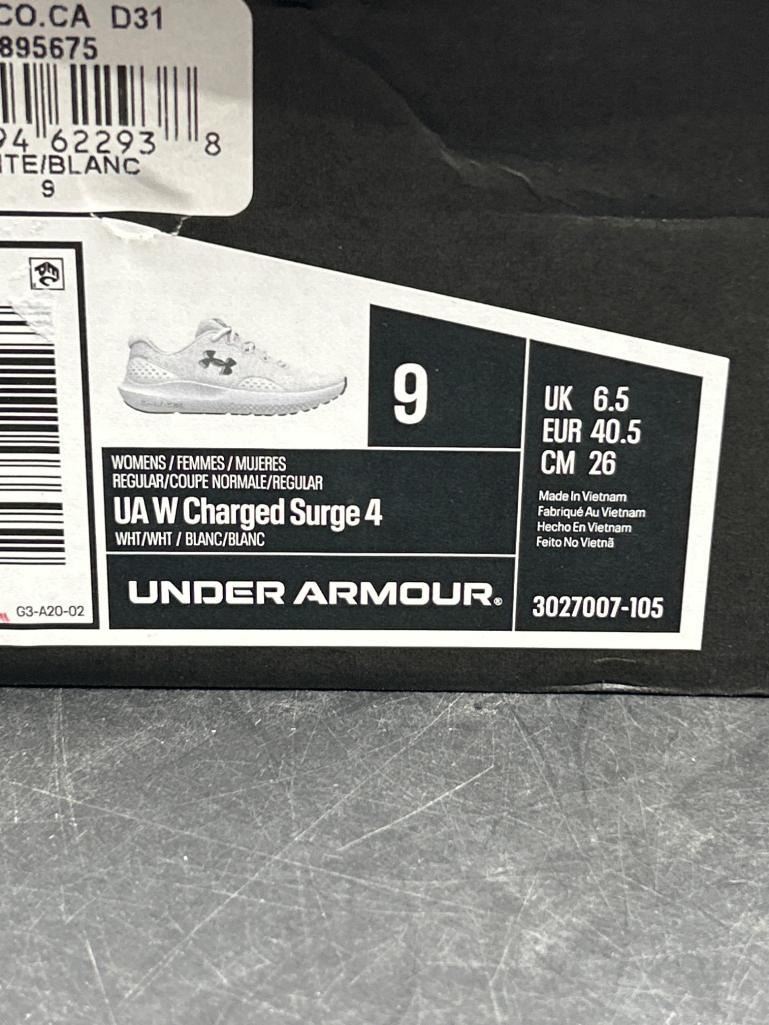 CO.CA D31
895675
94 62293 8
ITE/BLANC
9
9
WOMENS / FEMMES / MUJERES
REGULAR/COUPE NORMALE/REGULAR
UA W Charged Surge 4
WHT/WHT / BLANC/BLANC
UNDER ARMOUR®
UK 6.5
EUR 40.5
CM 26
Made In Vietnam
Fabriqué Au Vietnam
Hecho En Vietnam
Feito No Vietnã
3027007-105
G3-A20-02